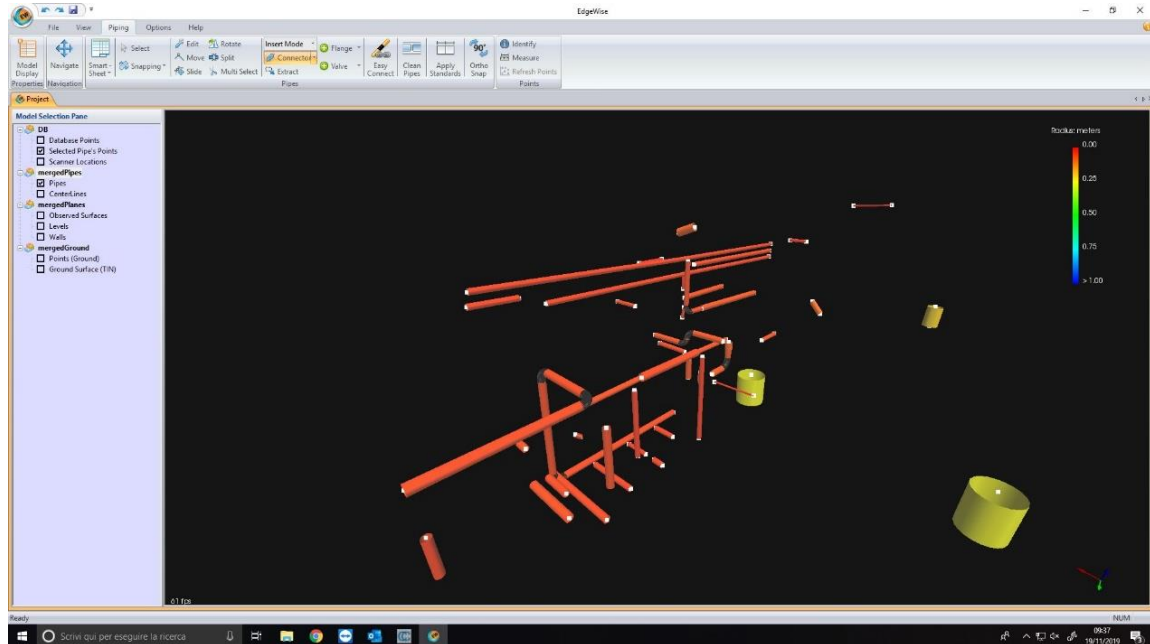 EdgeWise
File View Piping Options Help
Model Display
Navigate
Smart-Sheet
Select
Snapping
Edit
Move
Slide
Rotate
Split
Multi Select
Insert Mode
Connector
Extract
Flange
Valve
Easy Connect
Clean Pipes
Apply Standards
90°
Ortho Snap
Identify
Measure
Refresh Points
Properties Navigation Pipes Points
Project
Model Selection Pane
DB
Database Points
Selected Pipe's Points
Scanner Locations
mergedPipes
Pipes
CenterLines
mergedPlanes
Observed Surfaces
Levels
Walls
mergedGround
Points (Ground)
Ground Surface (TIN)
Radius: meters
0.00
0.25
0.50
0.75
> 1.00
61 fps
Ready
NUM
Scrivi qui per eseguire la ricerca
09:37
19/11/2019